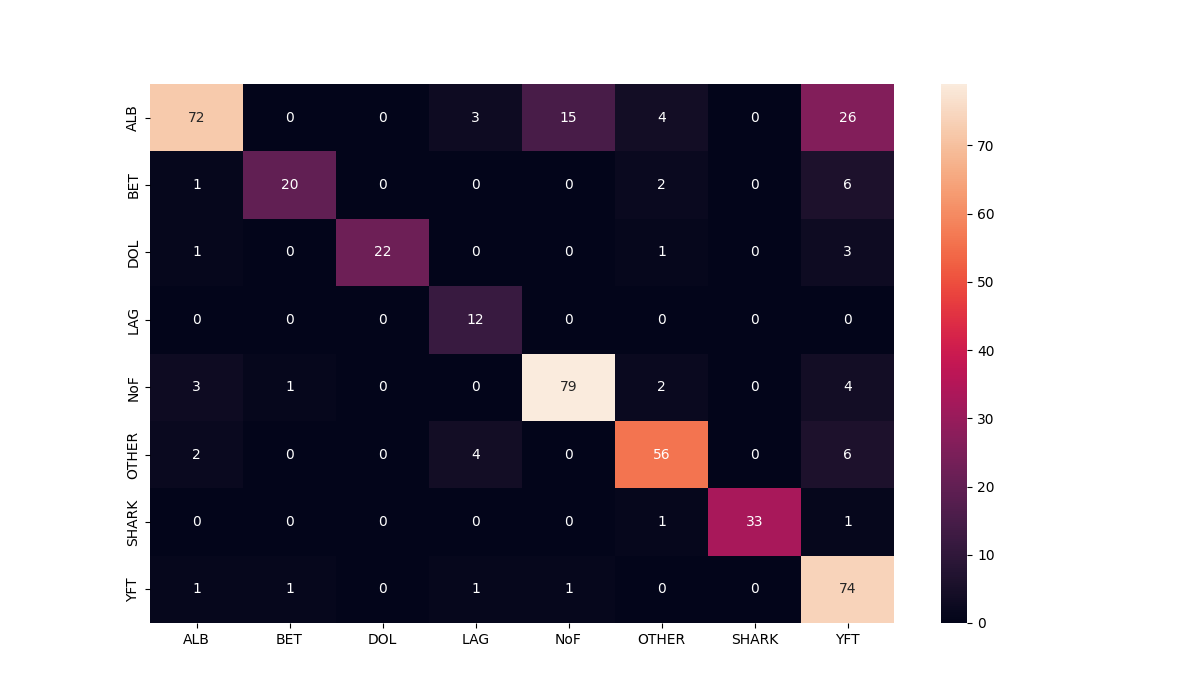 ALB 72 0 0 3 15 4 0 26
BET 1 20 0 0 0 2 0 6
DOL 1 0 22 0 0 1 0 3
LAG 0 0 0 12 0 0 0 0
NoF 3 1 0 0 79 2 0 4
OTHER 2 0 0 4 0 56 0 6
SHARK 0 0 0 0 0 1 33 1
YFT 1 1 0 1 1 0 0 74
ALB BET DOL LAG NoF OTHER SHARK YFT
70
60
50
40
30
20
10
0